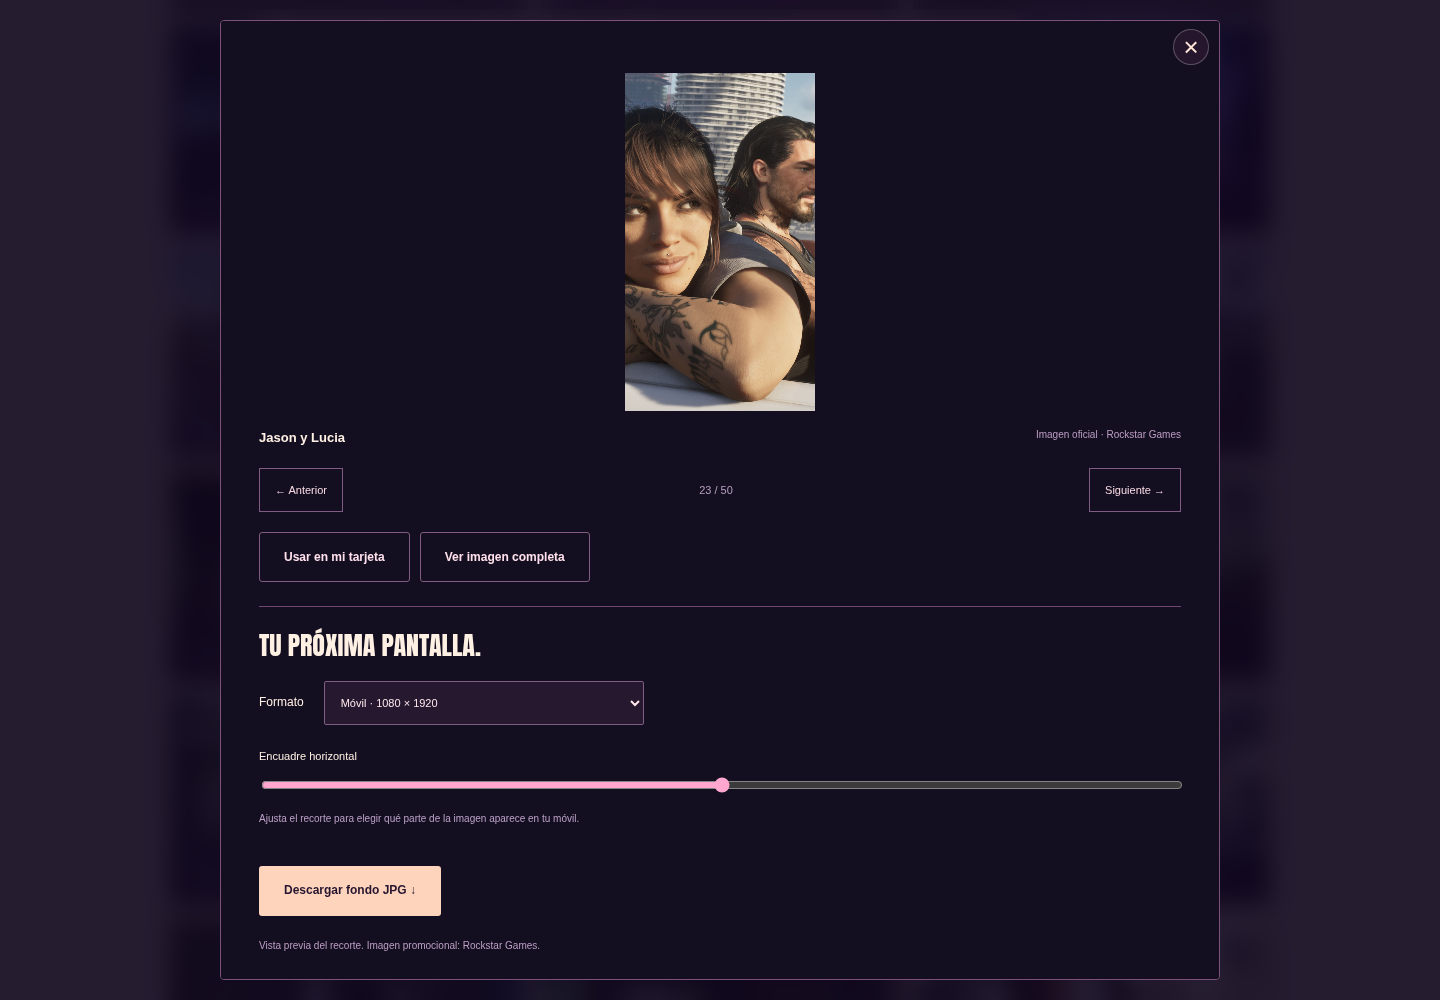 ✕
Jason y Lucia
Imagen oficial · Rockstar Games
← Anterior
23 / 50
Siguiente →
Usar en mi tarjeta
Ver imagen completa
TU PRÓXIMA PANTALLA.
Formato
Móvil · 1080 × 1920
Encuadre horizontal
Ajusta el recorte para elegir qué parte de la imagen aparece en tu móvil.
Descargar fondo JPG ↓
Vista previa del recorte. Imagen promocional: Rockstar Games.